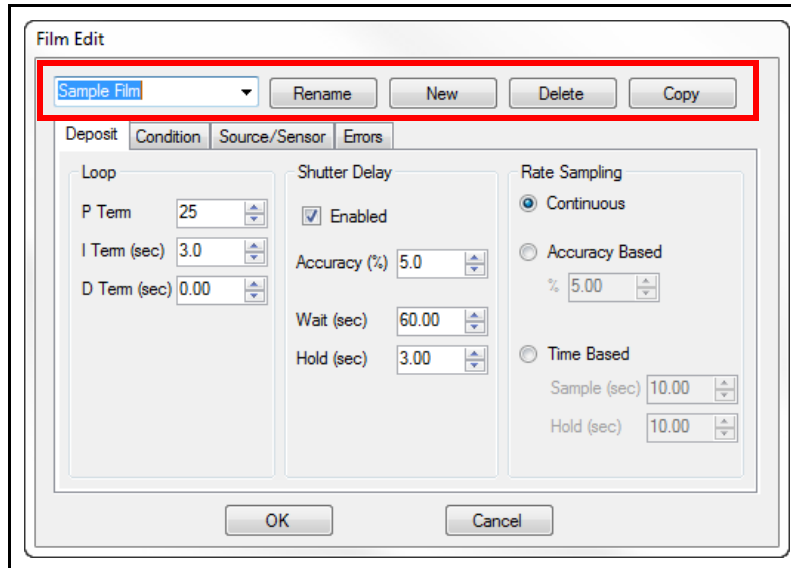 Film Edit
Sample Film Rename New Delete Copy
Deposit Condition Source/Sensor Errors
Loop
P Term 25
I Term (sec) 3.0
D Term (sec) 0.00
Shutter Delay
Enabled
Accuracy (%) 5.0
Wait (sec) 60.00
Hold (sec) 3.00
Rate Sampling
Continuous
Accuracy Based
% 5.00
Time Based
Sample (sec) 10.00
Hold (sec) 10.00
OK Cancel